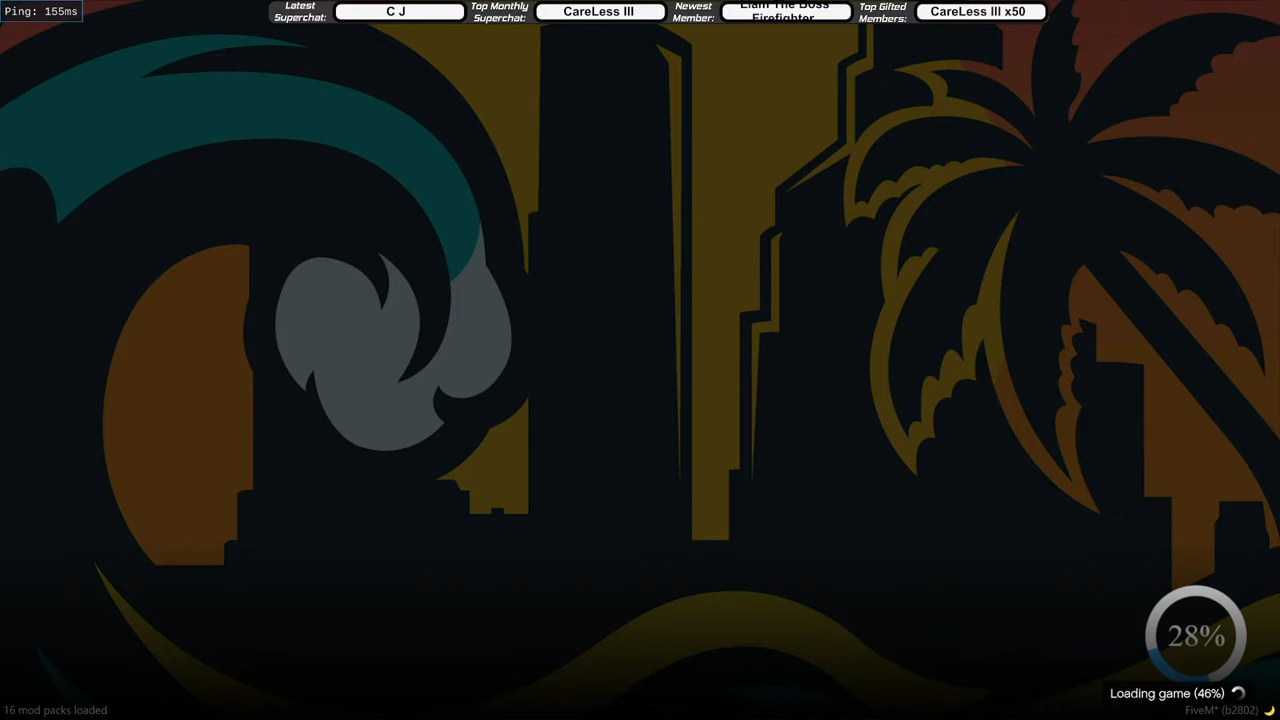 Ping: 155ms
Latest Superchat:
C J
Top Monthly Superchat:
CareLess III
Newest Member:
Liam The Boss
Firefighter
Top Gifted Members:
CareLess III x50
28%
Loading game (46%)
16 mod packs loaded
FiveM* (b2802)